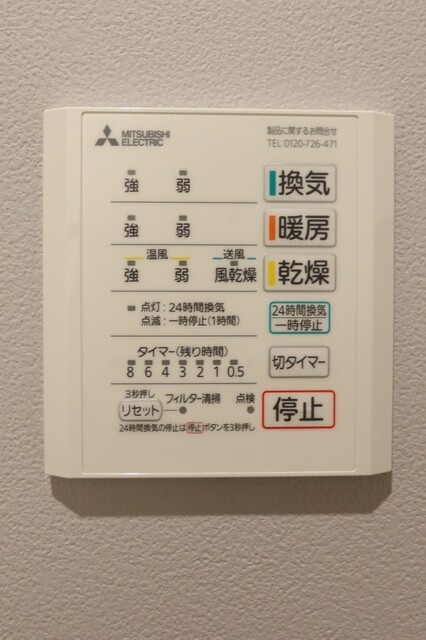 MITSUBISHI
ELECTRIC
製品に関するお問合せ
TEL:0120-726-471
強 弱 換気
強 弱 暖房
温風 送風
強 弱 風乾燥 乾燥
点灯:24時間換気
点滅:一時停止(1時間)
24時間換気
一時停止
タイマー(残り時間)
8 6 4 3 2 1 0.5
切タイマー
3秒押し
リセット フィルター清掃 点検
停止
24時間換気の停止は停止ボタンを3秒押し